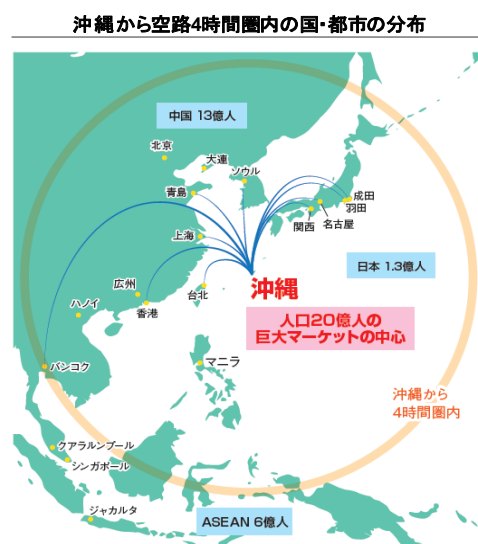 沖縄から空路4時間圏内の国・都市の分布
中国 13億人
北京
大連
ソウル
青島
成田
羽田
名古屋
関西
上海
日本 1.3億人
広州
台北
沖縄
香港
ハノイ
人口20億人の
巨大マーケットの中心
マニラ
バンコク
沖縄から
4時間圏内
クアラルンプール
シンガポール
ジャカルタ
ASEAN 6億人